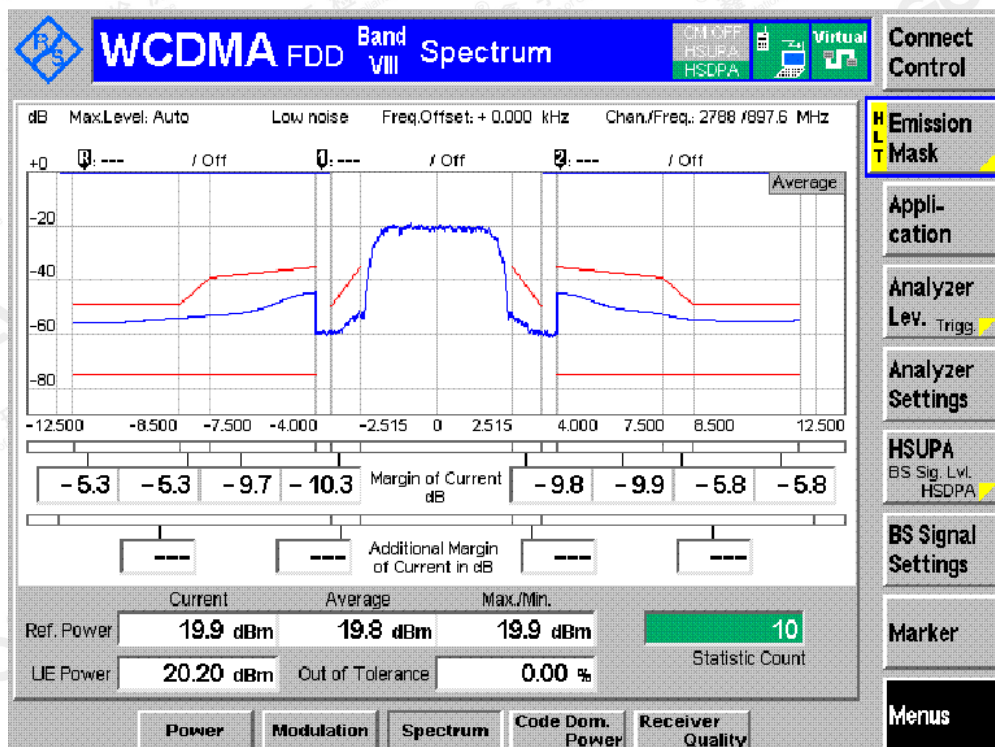 R S WCDMA FDD Band VIII Spectrum
CM OFF
HSUPA
HSDPA
Virtual
Connect Control
dB Max.Level: Auto Low noise Freq.Offset: + 0.000 kHz Chan./Freq.: 2788 /897.6 MHz
HLT Emission Mask
+0 R: --- / Off 1: --- / Off 2: --- / Off
Average
-20
-40
-60
-80
-12.500 -8.500 -7.500 -4.000 -2.515 0 2.515 4.000 7.500 8.500 12.500
Appli-
cation
Analyzer
Lev. Trigg.
Analyzer
Settings
- 5.3 - 5.3 - 9.7 - 10.3 Margin of Current dB - 9.8 - 9.9 - 5.8 - 5.8
HSUPA
BS Sig. Lvl.
HSDPA
--- --- Additional Margin of Current in dB --- ---
BS Signal
Settings
Current Average Max./Min.
Ref. Power 19.9 dBm 19.8 dBm 19.9 dBm 10
Statistic Count
UE Power 20.20 dBm Out of Tolerance 0.00 %
Marker
Menus
Power Modulation Spectrum Code Dom. Power Receiver Quality